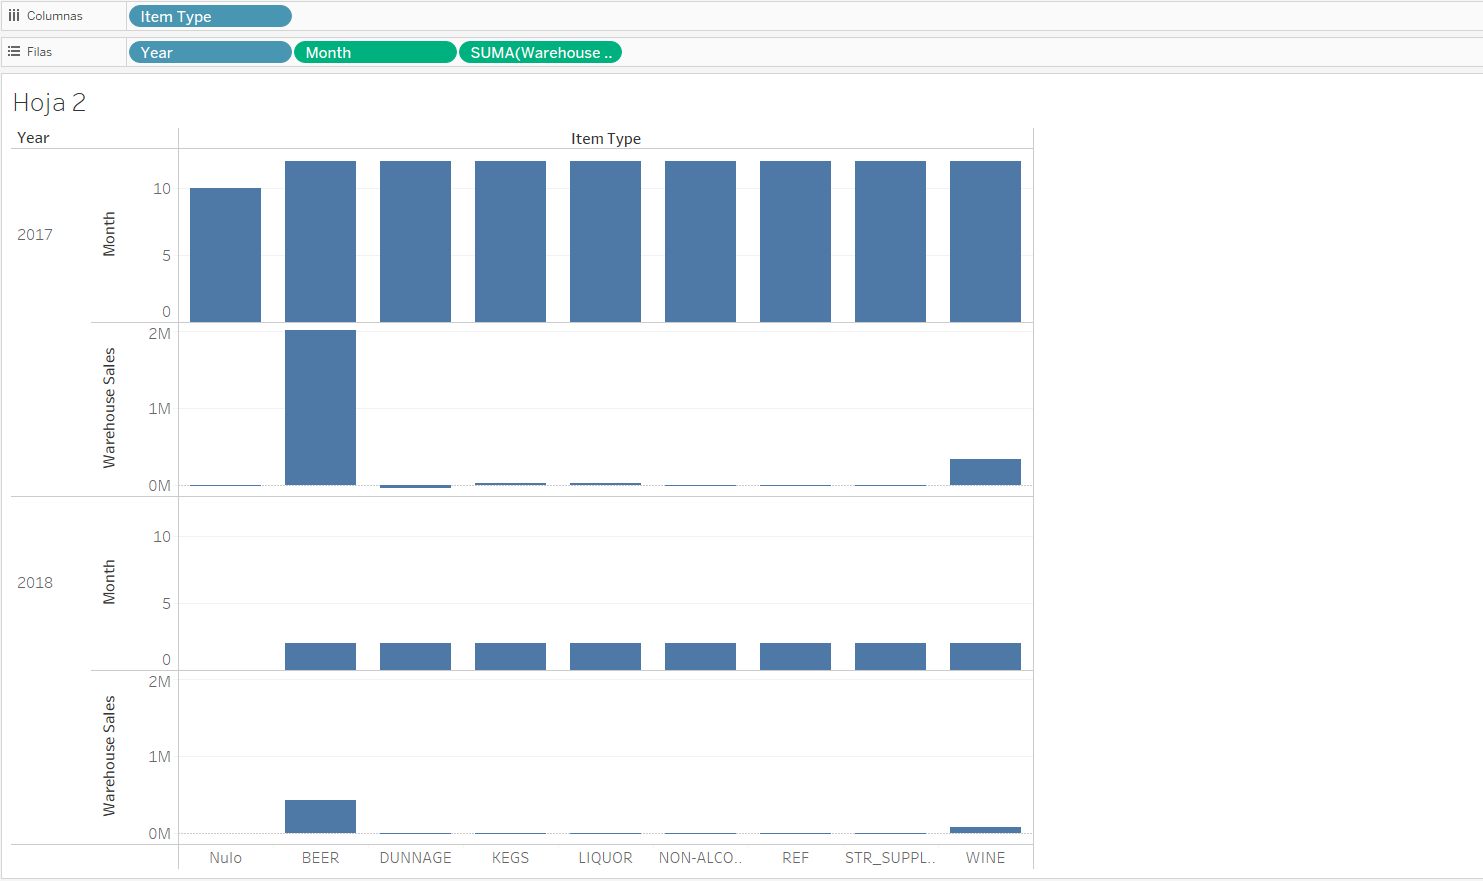 Columnas Item Type
Filas Year Month SUMA(Warehouse ..
Hoja 2
Year Item Type
2017
Month
10
5
0
Warehouse Sales
2M
1M
0M
2018
Month
10
5
0
Warehouse Sales
2M
1M
0M
Nulo BEER DUNNAGE KEGS LIQUOR NON-ALCO.. REF STR_SUPPL.. WINE